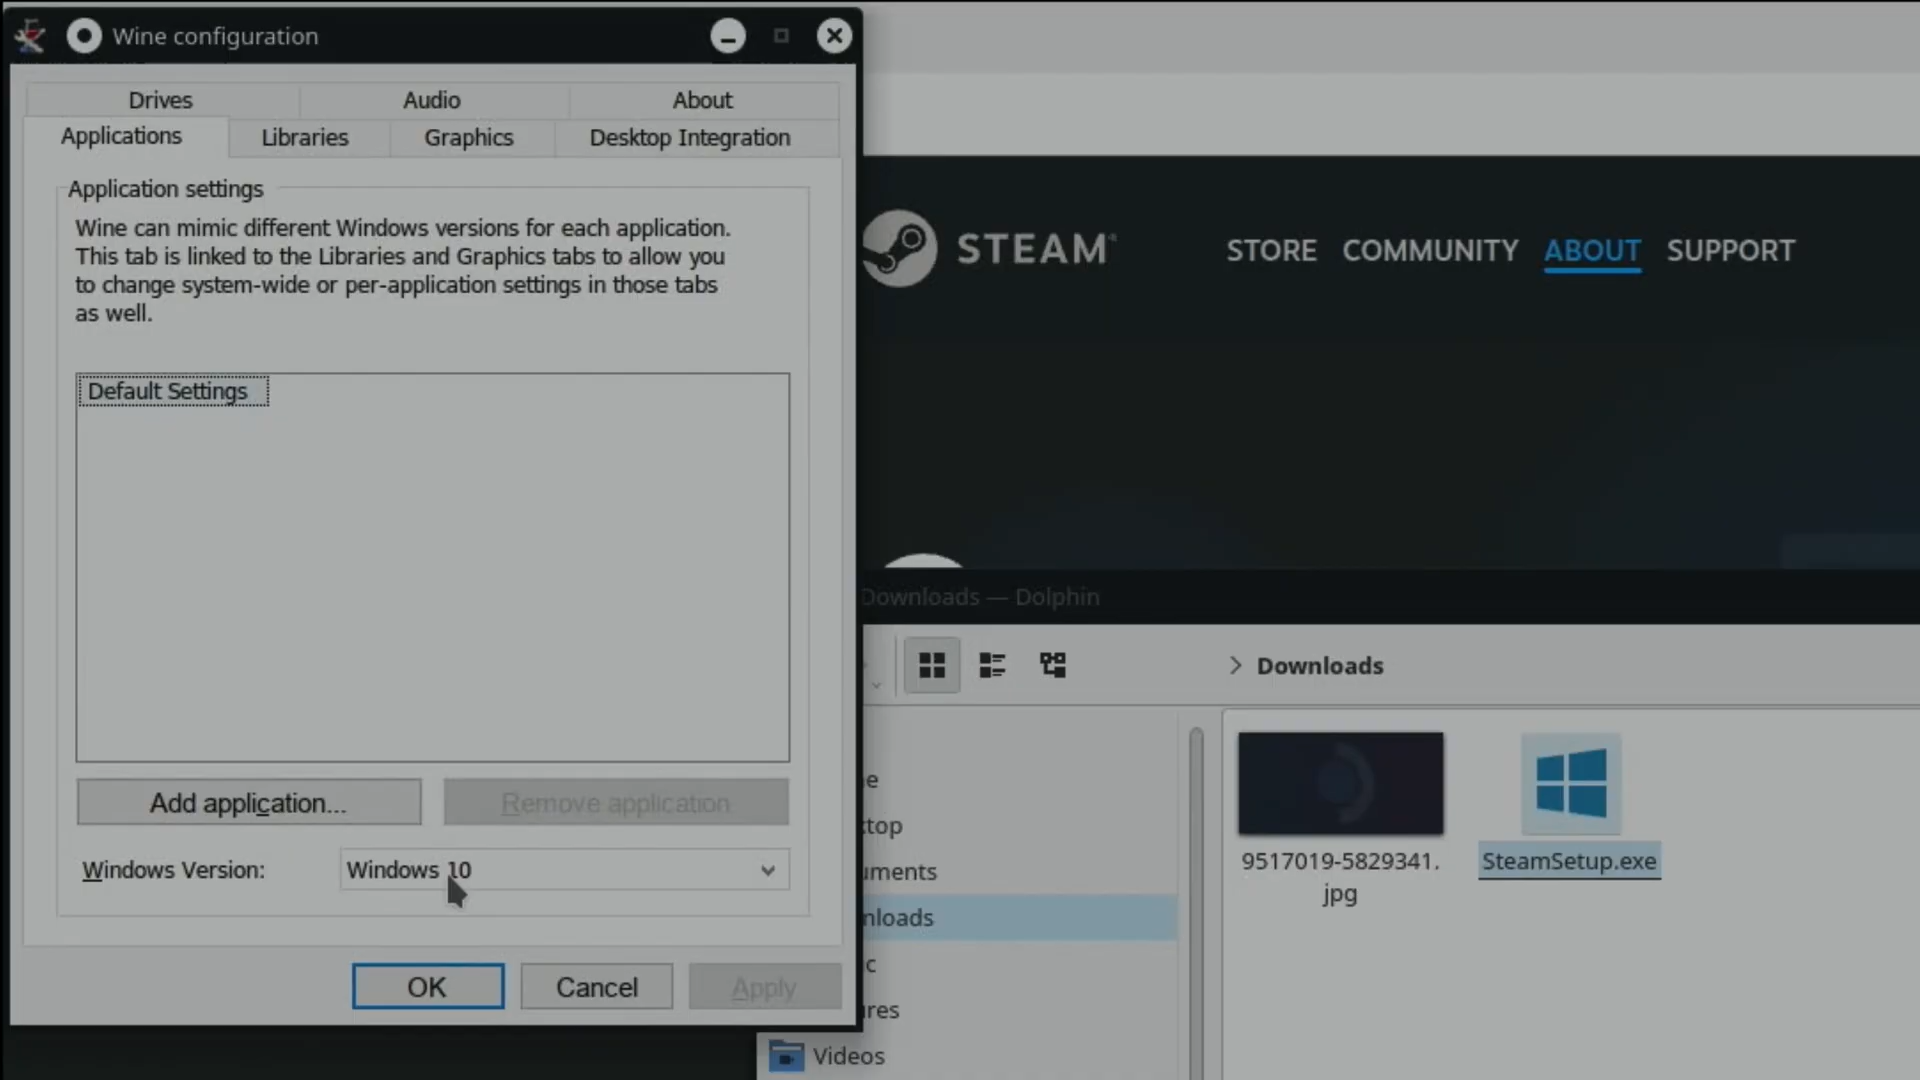 Wine configuration
Drives
Audio
About
Applications
Libraries
Graphics
Desktop Integration
Application settings
Wine can mimic different Windows versions for each application.
This tab is linked to the Libraries and Graphics tabs to allow you
to change system-wide or per-application settings in those tabs
as well.
Default Settings
Add application...
Remove application
Windows Version:
Windows 10
OK
Cancel
Apply
STEAM®
STORE
COMMUNITY
ABOUT
SUPPORT
Downloads — Dolphin
Downloads
e
top
uments
nloads
c
res
Videos
9517019-5829341.
jpg
SteamSetup.exe